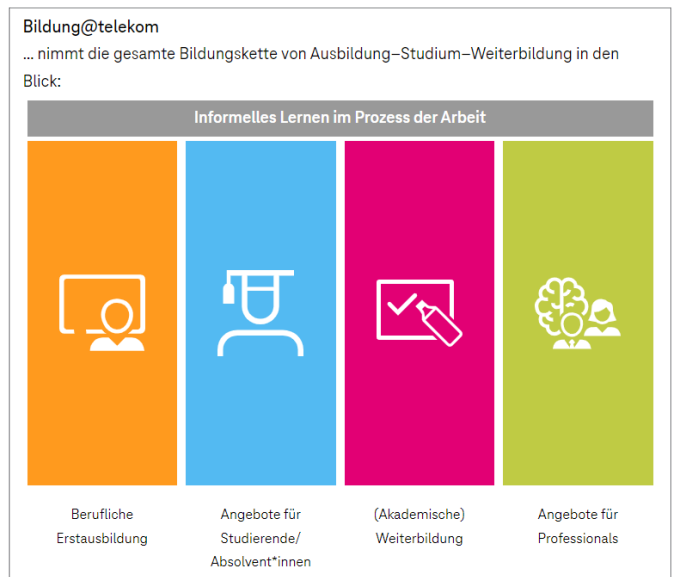 Bildung@telekom
... nimmt die gesamte Bildungskette von Ausbildung–Studium–Weiterbildung in den
Blick:
Informelles Lernen im Prozess der Arbeit
Berufliche
Erstausbildung
Angebote für
Studierende/
Absolvent*innen
(Akademische)
Weiterbildung
Angebote für
Professionals